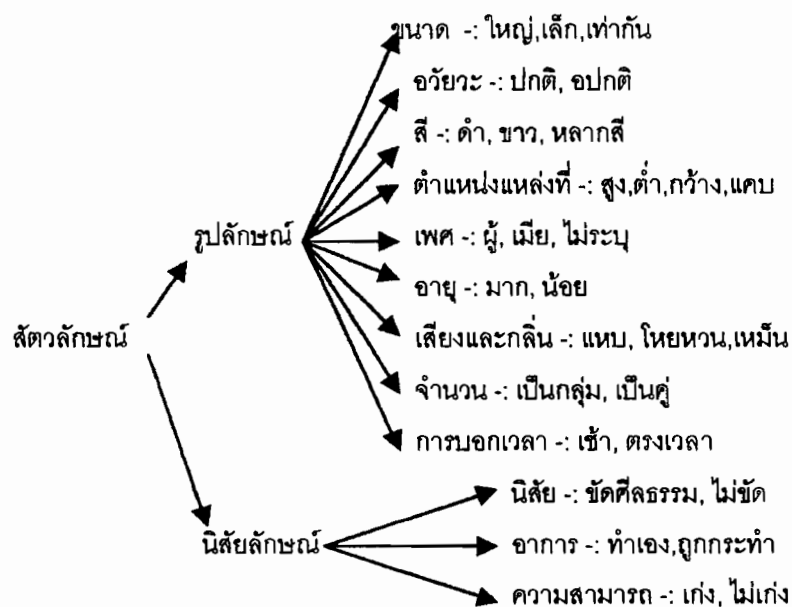 ขนาด -: ใหญ่,เล็ก,เท่ากัน
อวัยวะ -: ปกติ, อปกติ
สี -: ดำ, ขาว, หลากสี
ตำแหน่งแหล่งที่ -: สูง,ต่ำ,กว้าง,แคบ
รูปลักษณ์
เพศ -: ผู้, เมีย, ไม่ระบุ
อายุ -: มาก, น้อย
สัตวลักษณ์
เสียงและกลิ่น -: แหบ, โหยหวน,เหม็น
จำนวน -: เป็นกลุ่ม, เป็นคู่
การบอกเวลา -: เช้า, ตรงเวลา
นิสัย -: ขัดศีลธรรม, ไม่ขัด
นิสัยลักษณ์
อาการ -: ทำเอง,ถูกกระทำ
ความสามารถ -: เก่ง, ไม่เก่ง